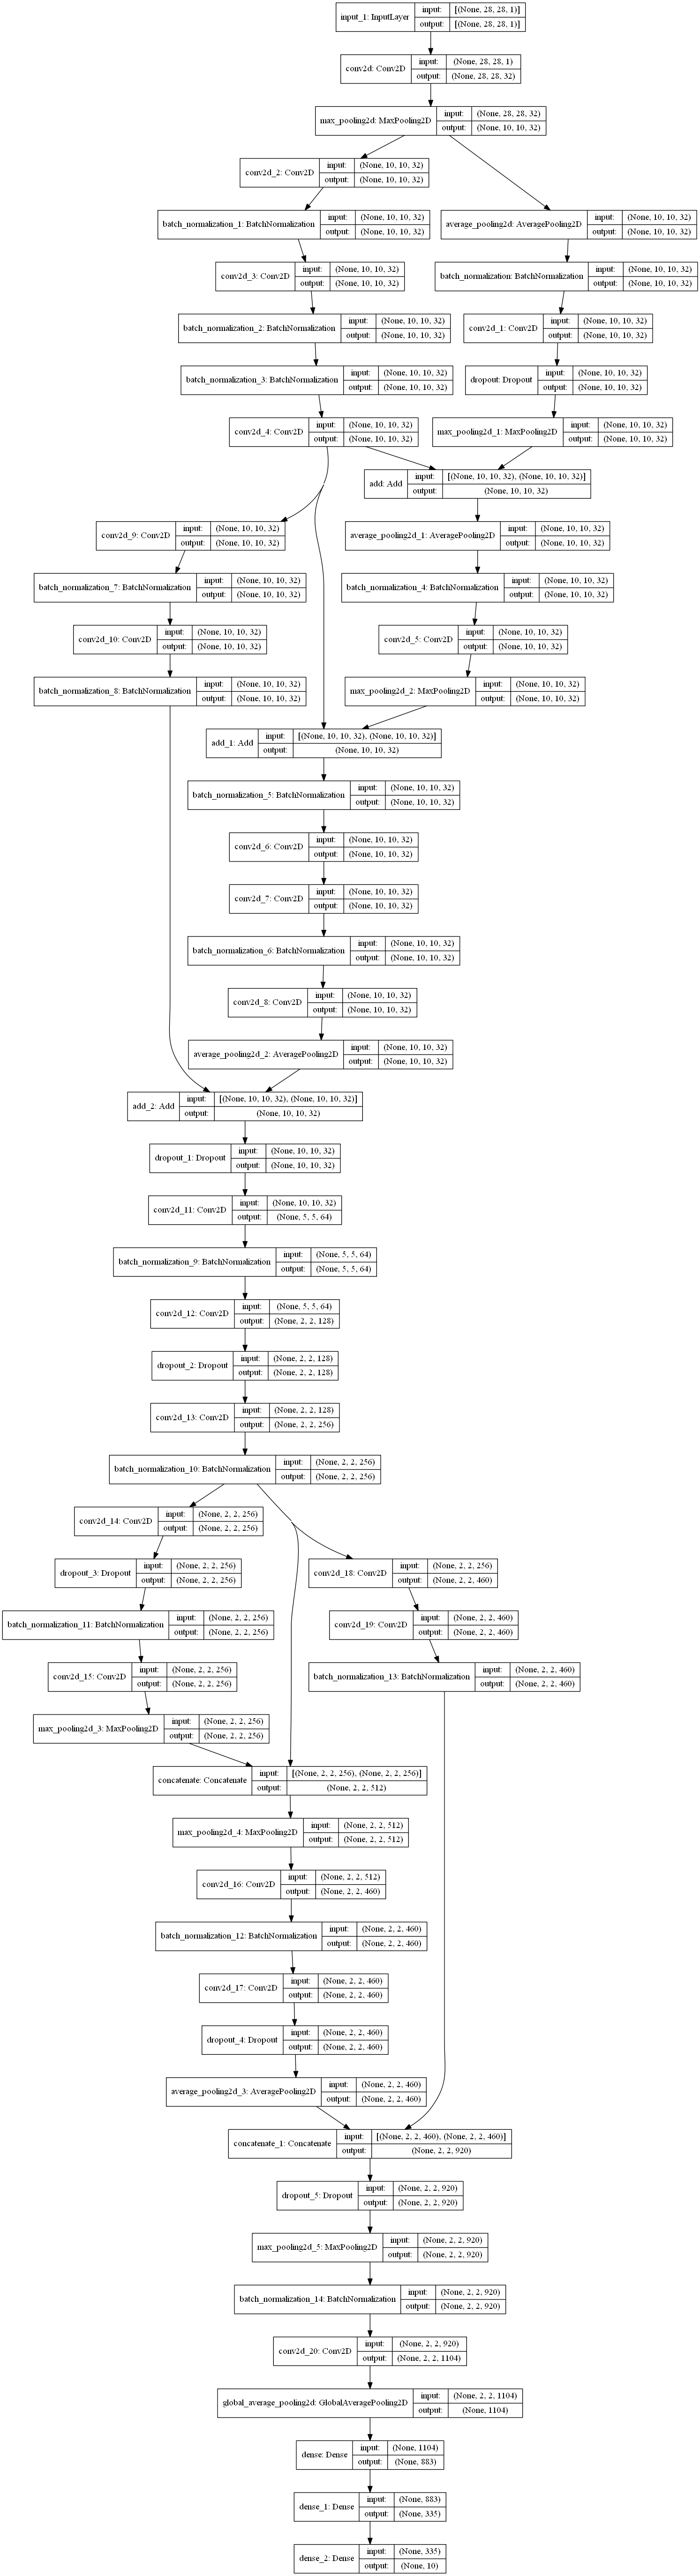 input_1: InputLayer
input: [(None, 28, 28, 1)]
output: [(None, 28, 28, 1)]
conv2d: Conv2D
input: (None, 28, 28, 1)
output: (None, 28, 28, 32)
max_pooling2d: MaxPooling2D
input: (None, 28, 28, 32)
output: (None, 10, 10, 32)
conv2d_2: Conv2D
input: (None, 10, 10, 32)
output: (None, 10, 10, 32)
batch_normalization_1: BatchNormalization
input: (None, 10, 10, 32)
output: (None, 10, 10, 32)
average_pooling2d: AveragePooling2D
input: (None, 10, 10, 32)
output: (None, 10, 10, 32)
conv2d_3: Conv2D
input: (None, 10, 10, 32)
output: (None, 10, 10, 32)
batch_normalization: BatchNormalization
input: (None, 10, 10, 32)
output: (None, 10, 10, 32)
batch_normalization_2: BatchNormalization
input: (None, 10, 10, 32)
output: (None, 10, 10, 32)
conv2d_1: Conv2D
input: (None, 10, 10, 32)
output: (None, 10, 10, 32)
batch_normalization_3: BatchNormalization
input: (None, 10, 10, 32)
output: (None, 10, 10, 32)
dropout: Dropout
input: (None, 10, 10, 32)
output: (None, 10, 10, 32)
conv2d_4: Conv2D
input: (None, 10, 10, 32)
output: (None, 10, 10, 32)
max_pooling2d_1: MaxPooling2D
input: (None, 10, 10, 32)
output: (None, 10, 10, 32)
add: Add
input: [(None, 10, 10, 32), (None, 10, 10, 32)]
output: (None, 10, 10, 32)
conv2d_9: Conv2D
input: (None, 10, 10, 32)
output: (None, 10, 10, 32)
average_pooling2d_1: AveragePooling2D
input: (None, 10, 10, 32)
output: (None, 10, 10, 32)
batch_normalization_7: BatchNormalization
input: (None, 10, 10, 32)
output: (None, 10, 10, 32)
batch_normalization_4: BatchNormalization
input: (None, 10, 10, 32)
output: (None, 10, 10, 32)
conv2d_10: Conv2D
input: (None, 10, 10, 32)
output: (None, 10, 10, 32)
conv2d_5: Conv2D
input: (None, 10, 10, 32)
output: (None, 10, 10, 32)
batch_normalization_8: BatchNormalization
input: (None, 10, 10, 32)
output: (None, 10, 10, 32)
max_pooling2d_2: MaxPooling2D
input: (None, 10, 10, 32)
output: (None, 10, 10, 32)
add_1: Add
input: [(None, 10, 10, 32), (None, 10, 10, 32)]
output: (None, 10, 10, 32)
batch_normalization_5: BatchNormalization
input: (None, 10, 10, 32)
output: (None, 10, 10, 32)
conv2d_6: Conv2D
input: (None, 10, 10, 32)
output: (None, 10, 10, 32)
conv2d_7: Conv2D
input: (None, 10, 10, 32)
output: (None, 10, 10, 32)
batch_normalization_6: BatchNormalization
input: (None, 10, 10, 32)
output: (None, 10, 10, 32)
conv2d_8: Conv2D
input: (None, 10, 10, 32)
output: (None, 10, 10, 32)
average_pooling2d_2: AveragePooling2D
input: (None, 10, 10, 32)
output: (None, 10, 10, 32)
add_2: Add
input: [(None, 10, 10, 32), (None, 10, 10, 32)]
output: (None, 10, 10, 32)
dropout_1: Dropout
input: (None, 10, 10, 32)
output: (None, 10, 10, 32)
conv2d_11: Conv2D
input: (None, 10, 10, 32)
output: (None, 5, 5, 64)
batch_normalization_9: BatchNormalization
input: (None, 5, 5, 64)
output: (None, 5, 5, 64)
conv2d_12: Conv2D
input: (None, 5, 5, 64)
output: (None, 2, 2, 128)
dropout_2: Dropout
input: (None, 2, 2, 128)
output: (None, 2, 2, 128)
conv2d_13: Conv2D
input: (None, 2, 2, 128)
output: (None, 2, 2, 256)
batch_normalization_10: BatchNormalization
input: (None, 2, 2, 256)
output: (None, 2, 2, 256)
conv2d_14: Conv2D
input: (None, 2, 2, 256)
output: (None, 2, 2, 256)
dropout_3: Dropout
input: (None, 2, 2, 256)
output: (None, 2, 2, 256)
conv2d_18: Conv2D
input: (None, 2, 2, 256)
output: (None, 2, 2, 460)
batch_normalization_11: BatchNormalization
input: (None, 2, 2, 256)
output: (None, 2, 2, 256)
conv2d_19: Conv2D
input: (None, 2, 2, 460)
output: (None, 2, 2, 460)
conv2d_15: Conv2D
input: (None, 2, 2, 256)
output: (None, 2, 2, 256)
batch_normalization_13: BatchNormalization
input: (None, 2, 2, 460)
output: (None, 2, 2, 460)
max_pooling2d_3: MaxPooling2D
input: (None, 2, 2, 256)
output: (None, 2, 2, 256)
concatenate: Concatenate
input: [(None, 2, 2, 256), (None, 2, 2, 256)]
output: (None, 2, 2, 512)
max_pooling2d_4: MaxPooling2D
input: (None, 2, 2, 512)
output: (None, 2, 2, 512)
conv2d_16: Conv2D
input: (None, 2, 2, 512)
output: (None, 2, 2, 460)
batch_normalization_12: BatchNormalization
input: (None, 2, 2, 460)
output: (None, 2, 2, 460)
conv2d_17: Conv2D
input: (None, 2, 2, 460)
output: (None, 2, 2, 460)
dropout_4: Dropout
input: (None, 2, 2, 460)
output: (None, 2, 2, 460)
average_pooling2d_3: AveragePooling2D
input: (None, 2, 2, 460)
output: (None, 2, 2, 460)
concatenate_1: Concatenate
input: [(None, 2, 2, 460), (None, 2, 2, 460)]
output: (None, 2, 2, 920)
dropout_5: Dropout
input: (None, 2, 2, 920)
output: (None, 2, 2, 920)
max_pooling2d_5: MaxPooling2D
input: (None, 2, 2, 920)
output: (None, 2, 2, 920)
batch_normalization_14: BatchNormalization
input: (None, 2, 2, 920)
output: (None, 2, 2, 920)
conv2d_20: Conv2D
input: (None, 2, 2, 920)
output: (None, 2, 2, 1104)
global_average_pooling2d: GlobalAveragePooling2D
input: (None, 2, 2, 1104)
output: (None, 1104)
dense: Dense
input: (None, 1104)
output: (None, 883)
dense_1: Dense
input: (None, 883)
output: (None, 335)
dense_2: Dense
input: (None, 335)
output: (None, 10)